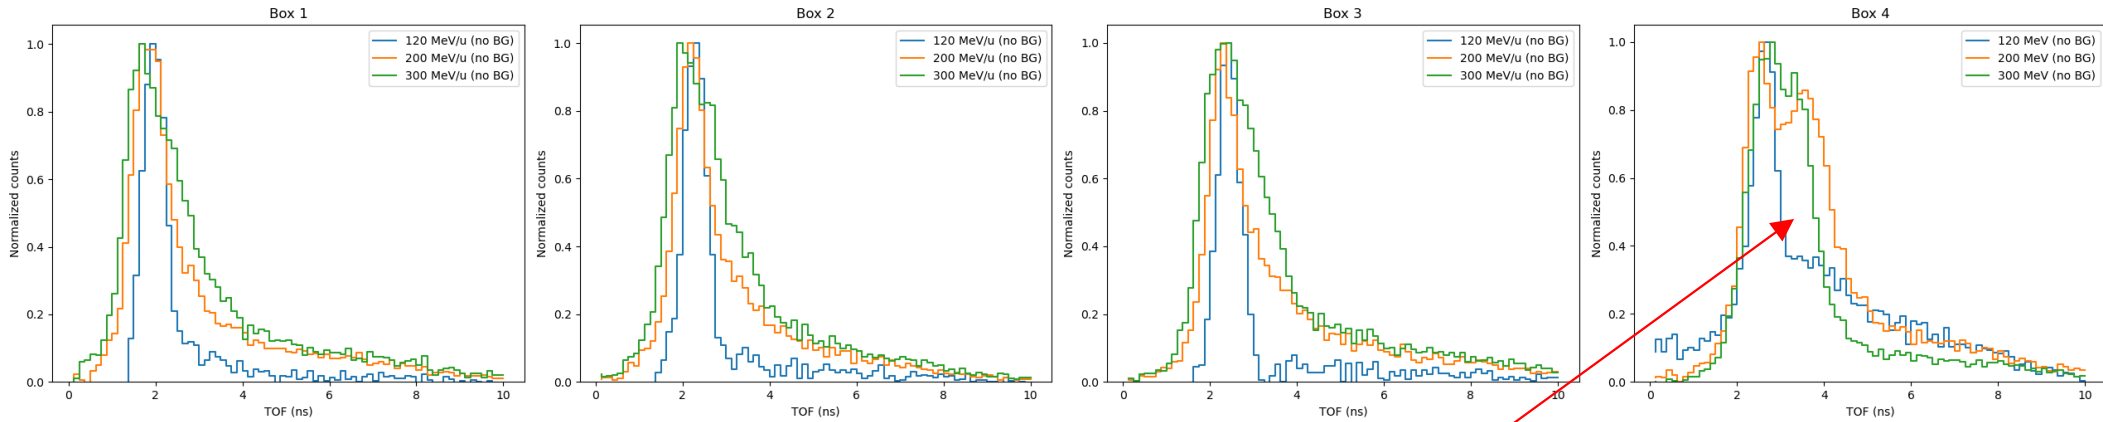 Box 1
1.0
0.8
0.6
0.4
0.2
0.0
Normalized counts
0
2
4
6
8
10
TOF (ns)
120 MeV/u (no BG)
200 MeV/u (no BG)
300 MeV/u (no BG)
Box 2
1.0
0.8
0.6
0.4
0.2
0.0
Normalized counts
0
2
4
6
8
10
TOF (ns)
120 MeV/u (no BG)
200 MeV/u (no BG)
300 MeV/u (no BG)
Box 3
1.0
0.8
0.6
0.4
0.2
0.0
Normalized counts
0
2
4
6
8
10
TOF (ns)
120 MeV/u (no BG)
200 MeV/u (no BG)
300 MeV/u (no BG)
Box 4
1.0
0.8
0.6
0.4
0.2
0.0
Normalized counts
0
2
4
6
8
10
TOF (ns)
120 MeV (no BG)
200 MeV (no BG)
300 MeV (no BG)